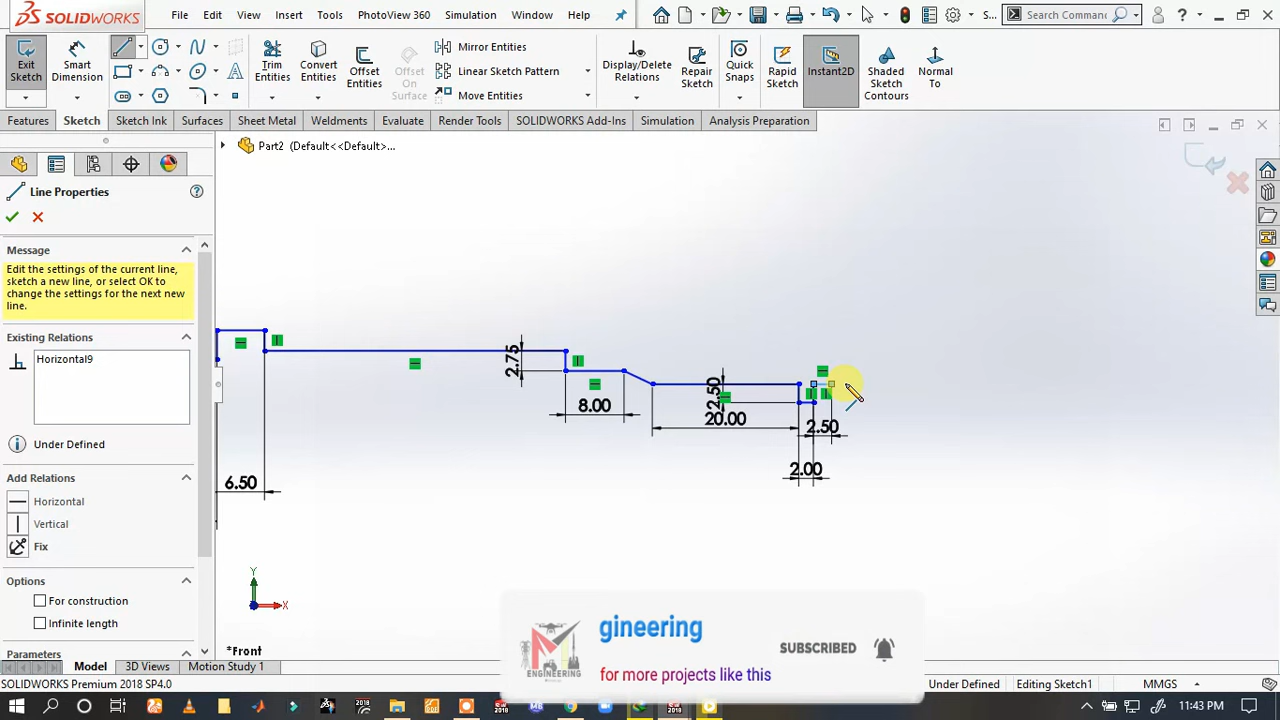 SOLIDWORKS
File Edit View Insert Tools PhotoView 360 Simulation Window Help S... Search Comman
Exit Sketch
Smart Dimension
Trim Entities
Convert Entities
Offset Entities
Offset On Surface
Mirror Entities
Linear Sketch Pattern
Move Entities
Display/Delete Relations
Repair Sketch
Quick Snaps
Rapid Sketch
Instant2D
Shaded Sketch Contours
Normal To
Features Sketch Sketch Ink Surfaces Sheet Metal Weldments Evaluate Render Tools SOLIDWORKS Add-Ins Simulation Analysis Preparation
Part2 (Default<<Default>...
Line Properties
Message
Edit the settings of the current line,
sketch a new line, or select OK to
change the settings for the next new
line.
Existing Relations
Horizontal9
Under Defined
Add Relations
Horizontal
Vertical
Fix
Options
For construction
Infinite length
Parameters
2.75
8.00
2.50
20.00
2.50
2.00
6.50
Y
X
*Front
gineering
for more projects like this
SUBSCRIBED
M
ENGINEERING
Model 3D Views Motion Study 1
SOLIDWORKS Premium 2018 SP4.0
Under Defined Editing Sketch1 MMGS
11:43 PM